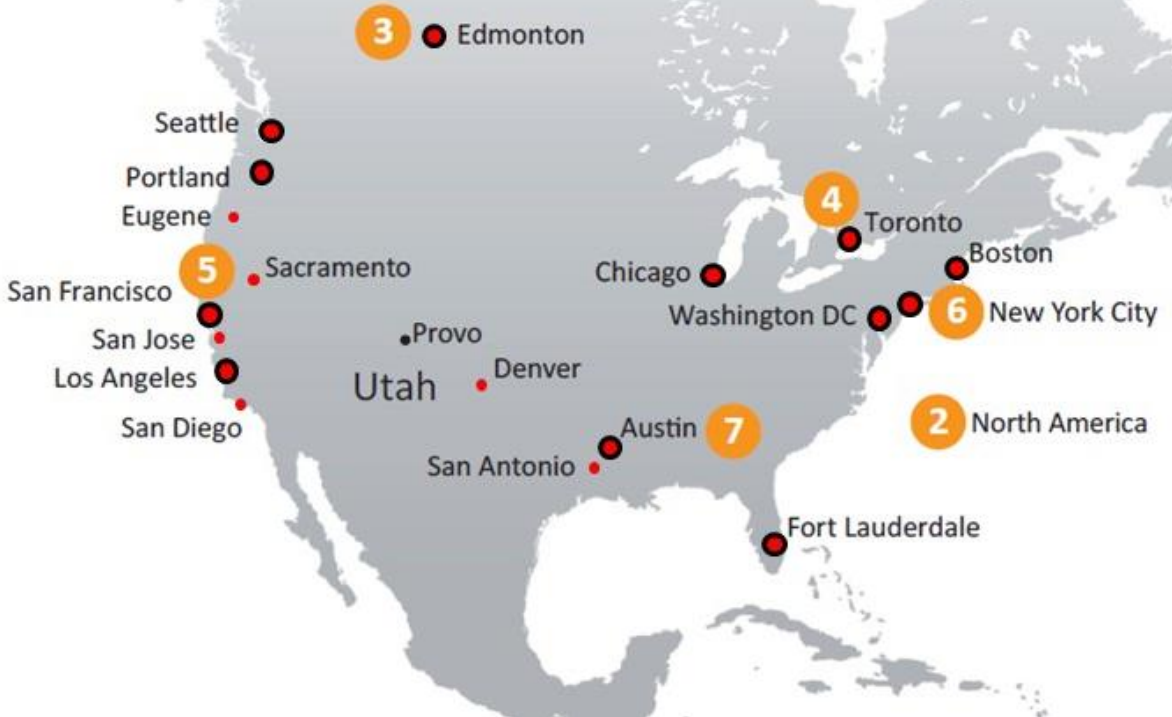 3 Edmonton
Seattle
Portland
Eugene
4
Toronto
Boston
5
Sacramento
Chicago
San Francisco
Washington DC
6 New York City
San Jose
Provo
Los Angeles
Utah
Denver
San Diego
Austin 7
2 North America
San Antonio
Fort Lauderdale